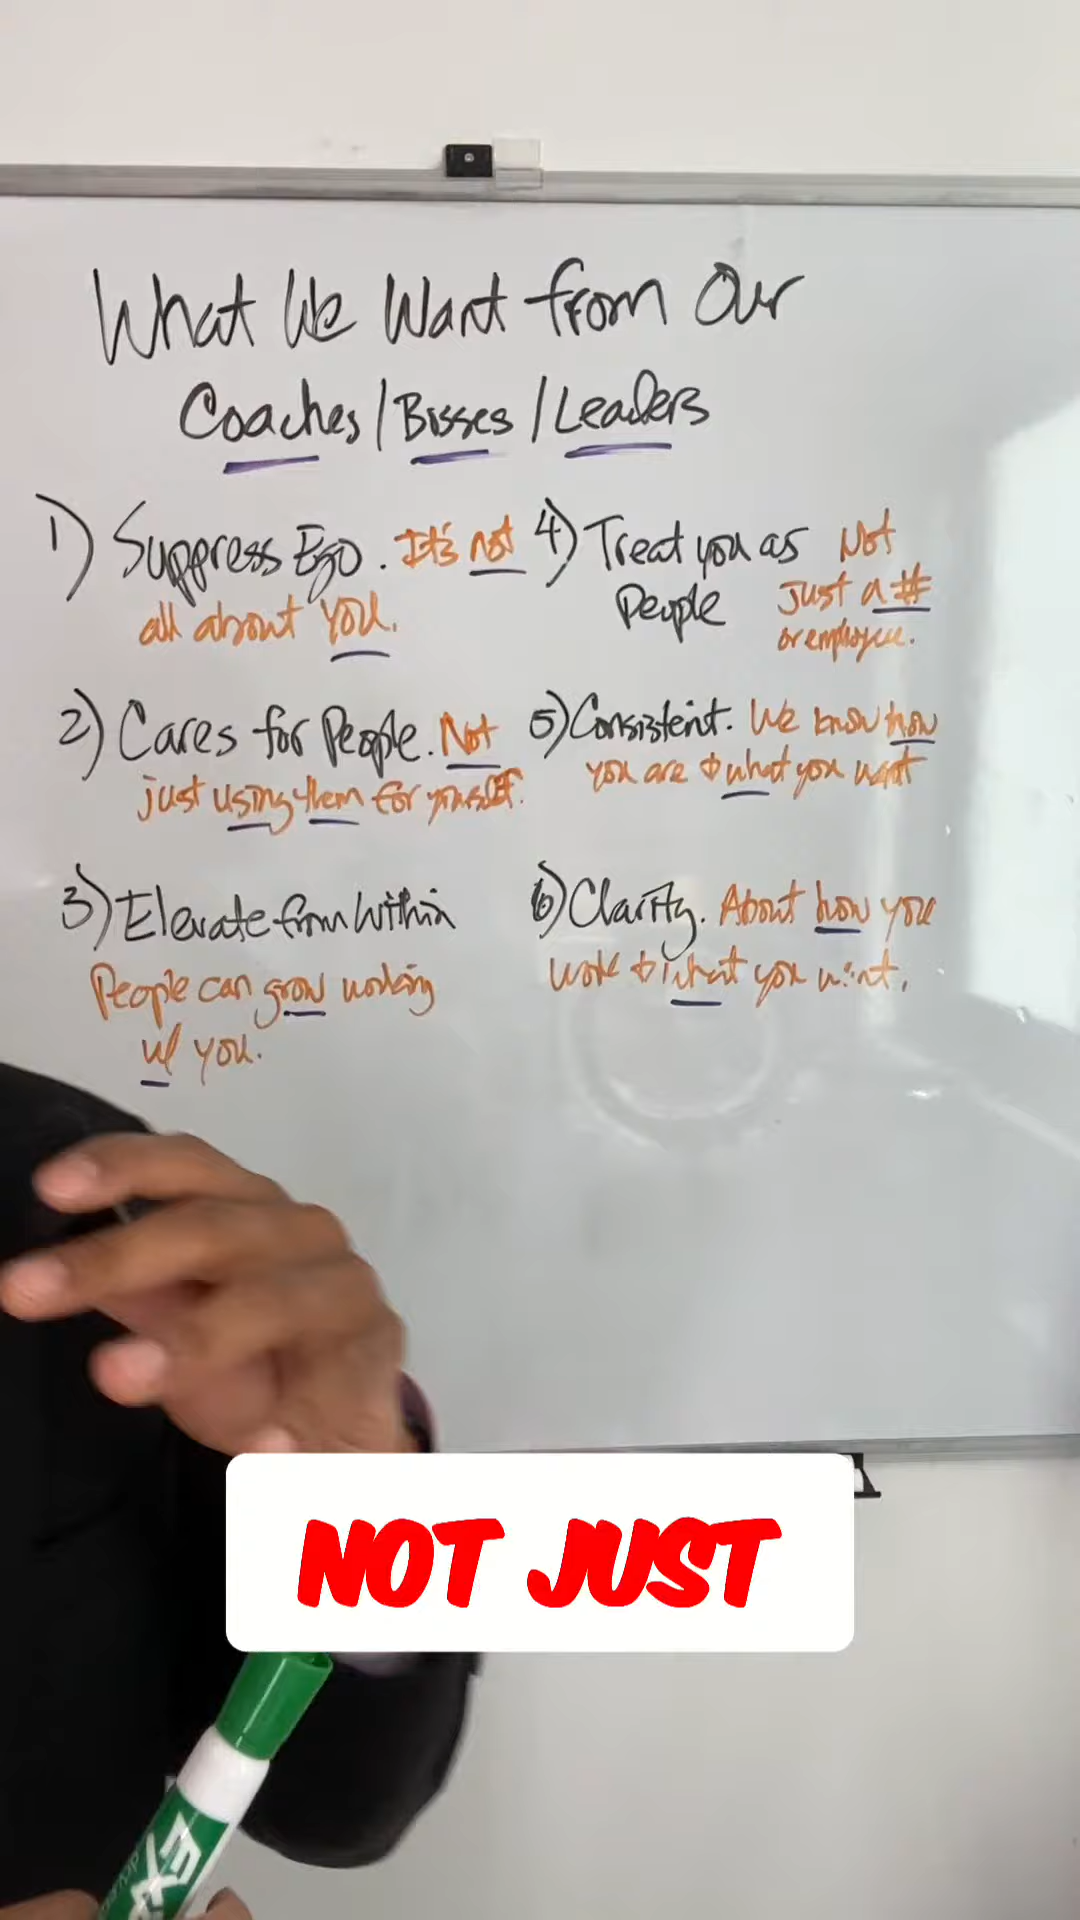 What We Want from Our
Coaches/Bosses/Leaders
1) Suppress Ego. It's not
all about you.
2) Cares for People. Not
just using them for yourself.
3) Elevate from Within
People can grow working
w/ you.
4) Treat you as People
Not
Just a #
or employee.
5) Consistent. We know how
you are & what you want
6) Clarity. About how you
work & what you want.
NOT JUST
EX